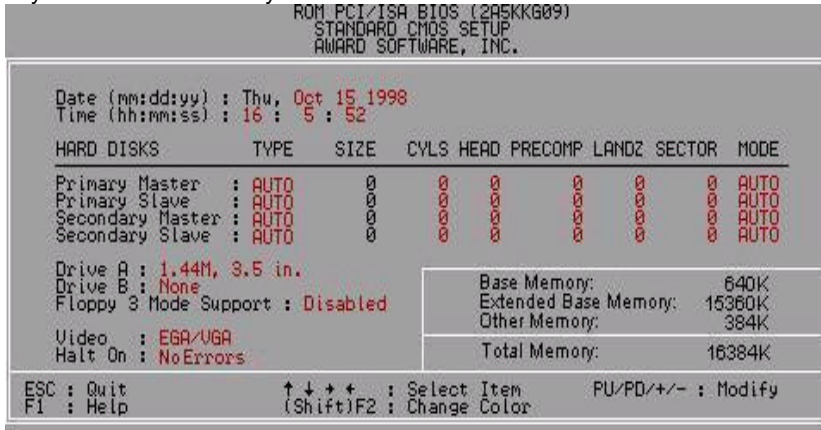 ROM PCI/ISA BIOS (2A5KKG09)
STANDARD CMOS SETUP
AWARD SOFTWARE, INC.
Date (mm:dd:yy) : Thu, Oct 15 1998
Time (hh:mm:ss) : 16 : 5 : 52
HARD DISKS TYPE SIZE CYLS HEAD PRECOMP LANDZ SECTOR MODE
Primary Master : AUTO 0 0 0 0 0 0 AUTO
Primary Slave : AUTO 0 0 0 0 0 0 AUTO
Secondary Master : AUTO 0 0 0 0 0 0 AUTO
Secondary Slave : AUTO 0 0 0 0 0 0 AUTO
Drive A : 1.44M, 3.5 in.
Drive B : None
Floppy 3 Mode Support : Disabled
Video : EGA/VGA
Halt On : NoErrors
Base Memory: 640K
Extended Base Memory: 15360K
Other Memory: 384K
Total Memory: 16384K
ESC : Quit ↑ ↓ → ← : Select Item PU/PD/+/- : Modify
F1 : Help (Shift)F2 : Change Color